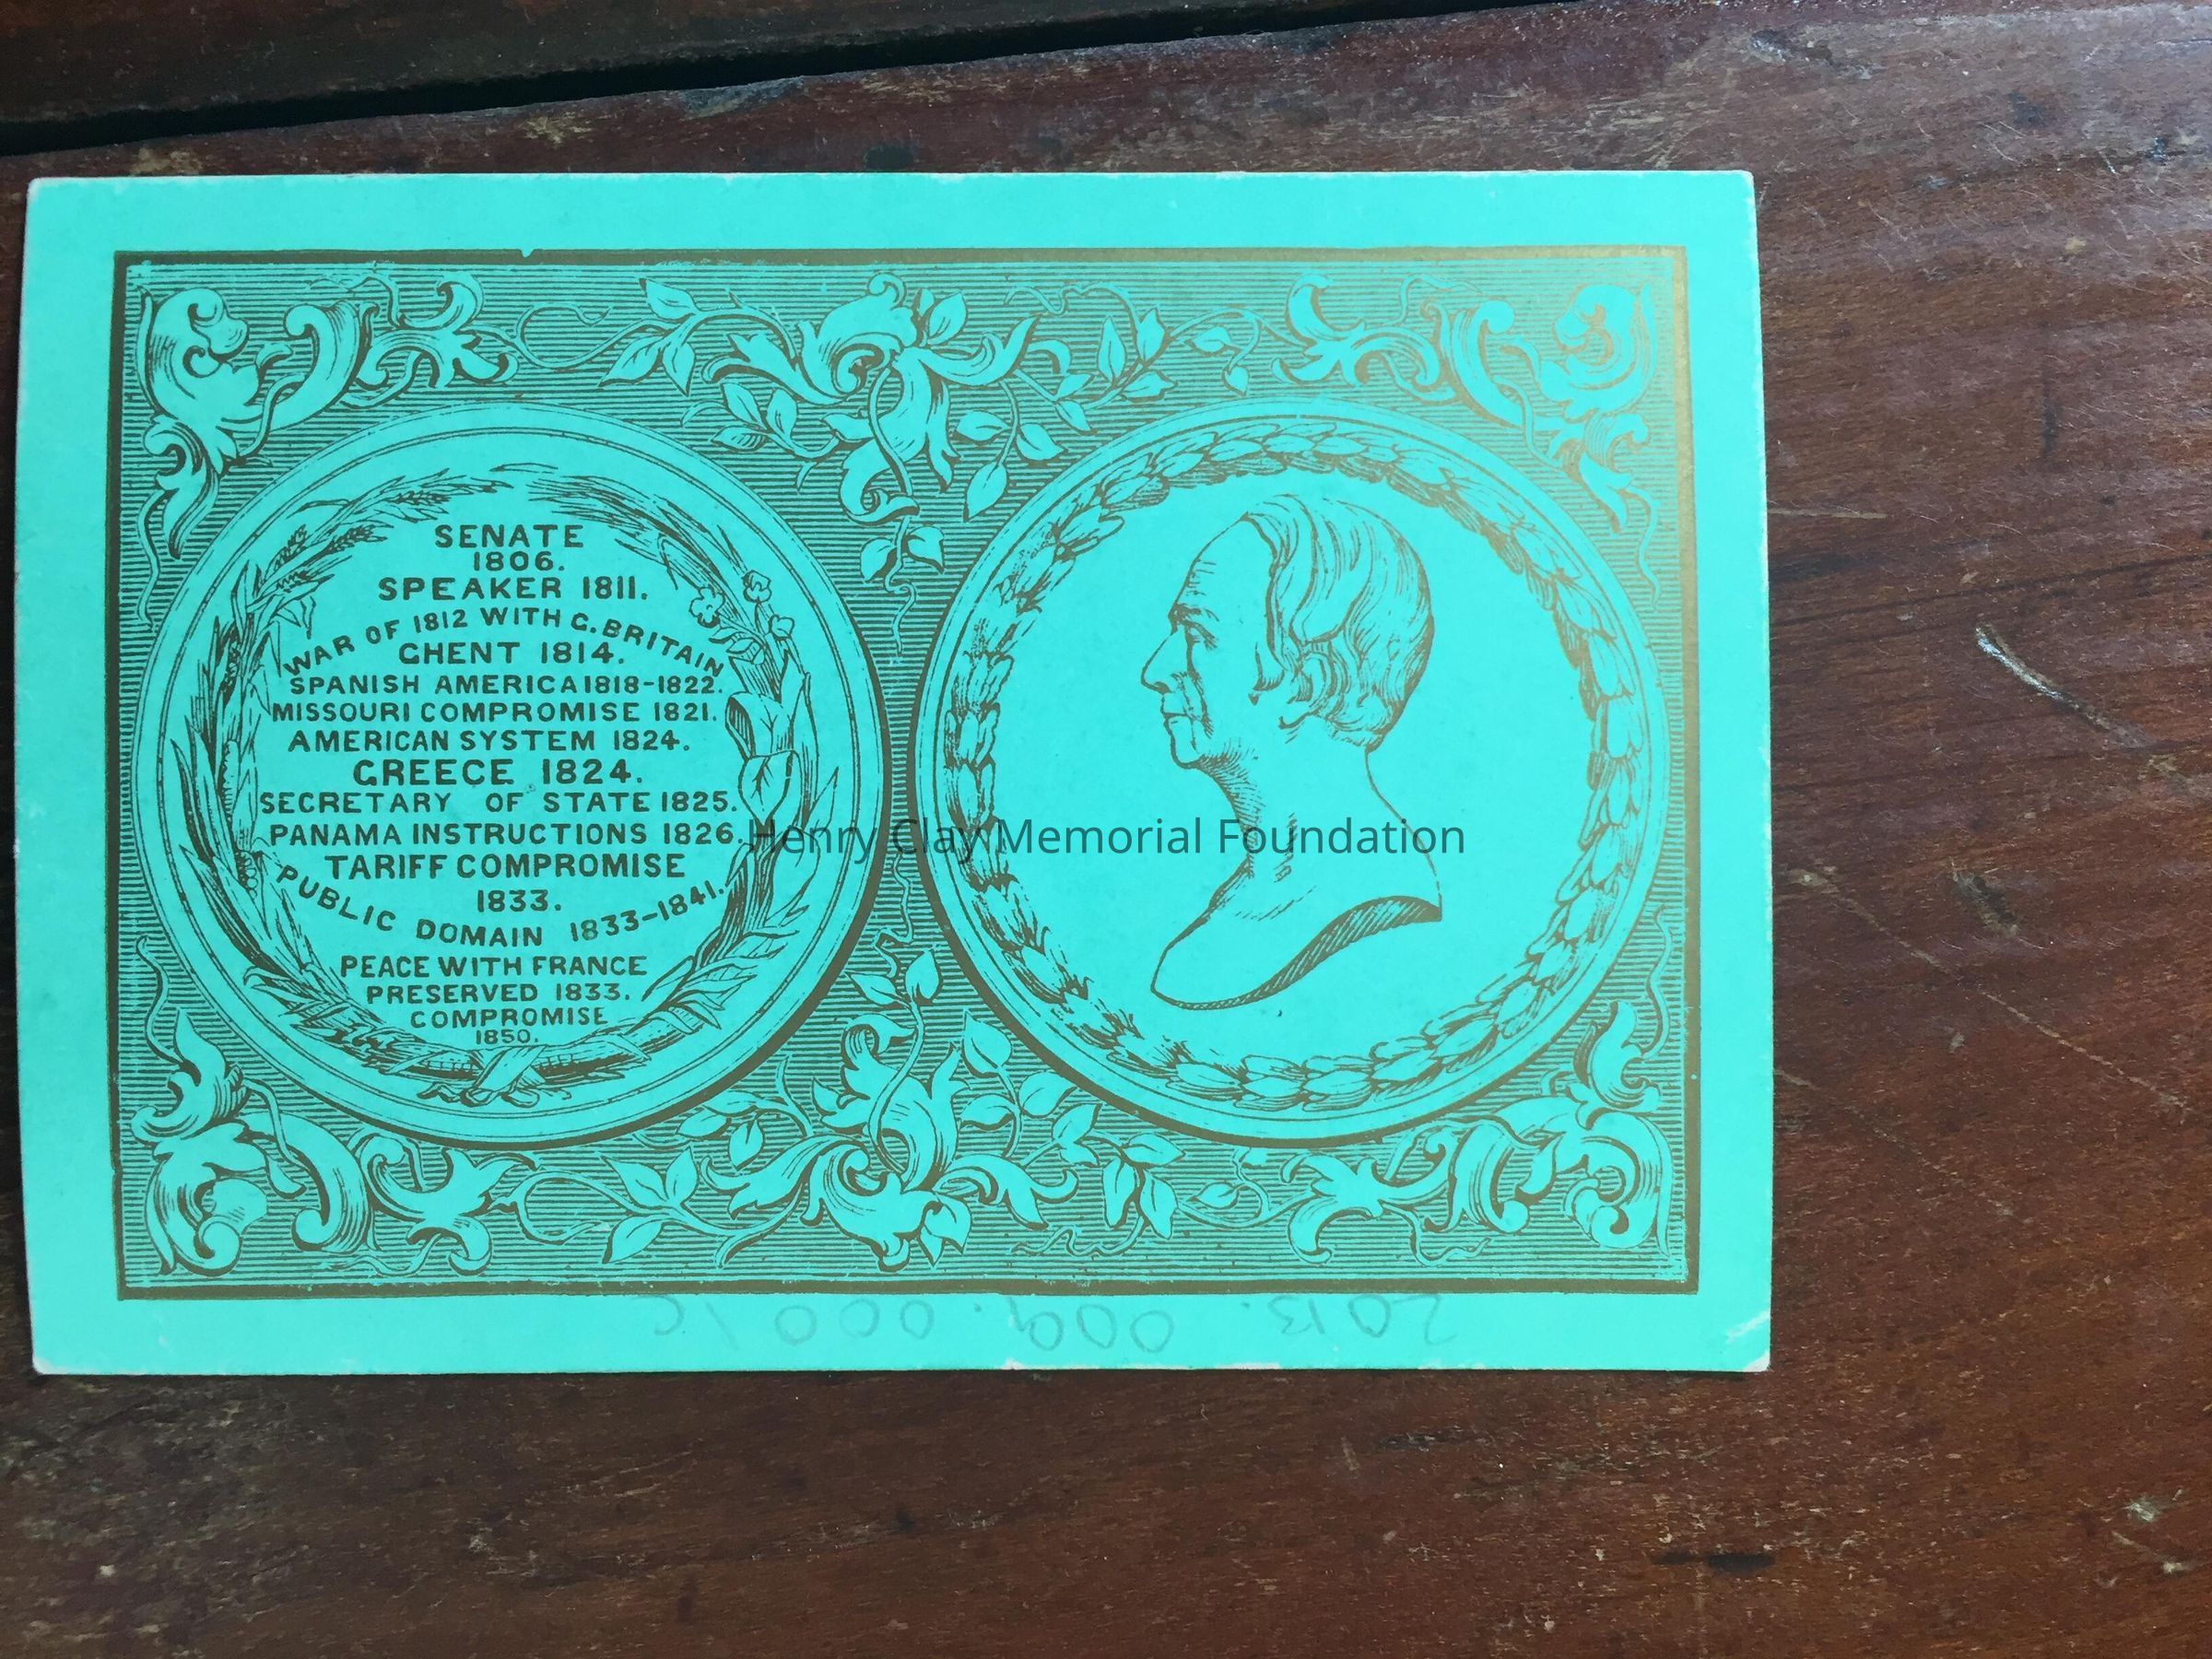 SENATE
1806.
SPEAKER 1811.
WAR OF 1812 WITH G. BRITAIN
GHENT 1814.
SPANISH AMERICA 1818-1822.
MISSOURI COMPROMISE 1821.
AMERICAN SYSTEM 1824.
GREECE 1824.
SECRETARY OF STATE 1825.
PANAMA INSTRUCTIONS 1826.
TARIFF COMPROMISE
1833.
PUBLIC DOMAIN 1833-1841.
PEACE WITH FRANCE
PRESERVED 1833.
COMPROMISE
1850.
Henry Clay Memorial Foundation
2013.009.0001c